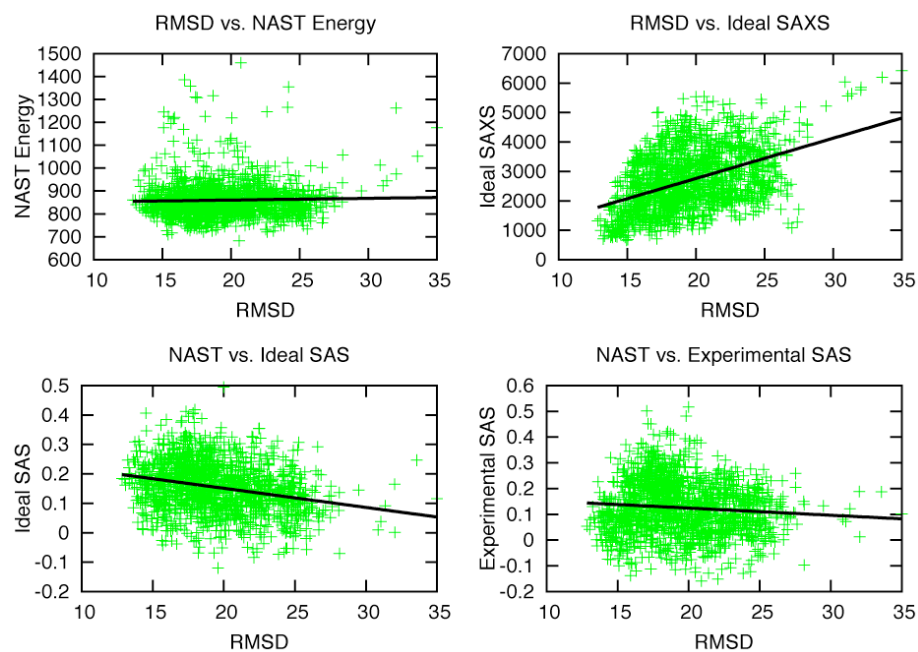 RMSD vs. NAST Energy
1500
1400
1300
1200
1100
1000
900
800
700
600
NAST Energy
10 15 20 25 30 35
RMSD
RMSD vs. Ideal SAXS
7000
6000
5000
4000
3000
2000
1000
0
Ideal SAXS
10 15 20 25 30 35
RMSD
NAST vs. Ideal SAS
0.5
0.4
0.3
0.2
0.1
0
-0.1
-0.2
Ideal SAS
10 15 20 25 30 35
RMSD
NAST vs. Experimental SAS
0.6
0.5
0.4
0.3
0.2
0.1
0
-0.1
-0.2
Experimental SAS
10 15 20 25 30 35
RMSD